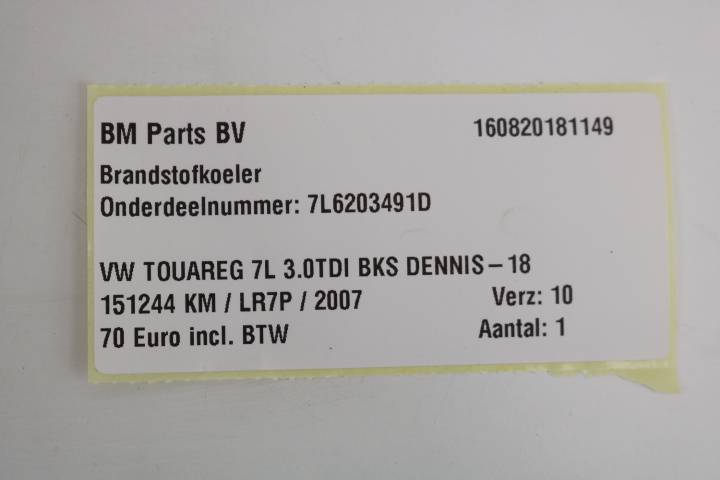 BM Parts BV 160820181149
Brandstofkoeler
Onderdeelnummer: 7L6203491D
VW TOUAREG 7L 3.0TDI BKS DENNIS-18
151244 KM / LR7P / 2007 Verz: 10
70 Euro incl. BTW Aantal: 1